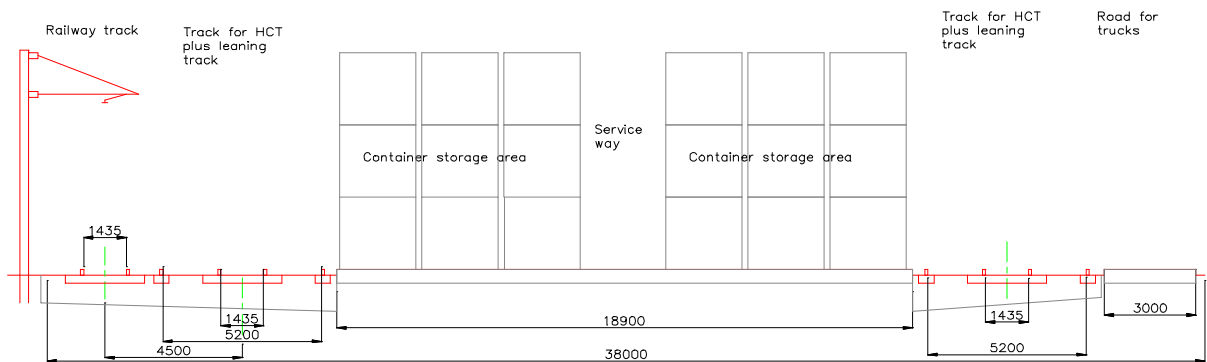 Railway track
Track for HCT
plus leaning
track
Track for HCT
plus leaning
track
Road for
trucks
Service
way
Container storage area
Container storage area
1435
1435
5200
4500
18900
38000
1435
5200
3000